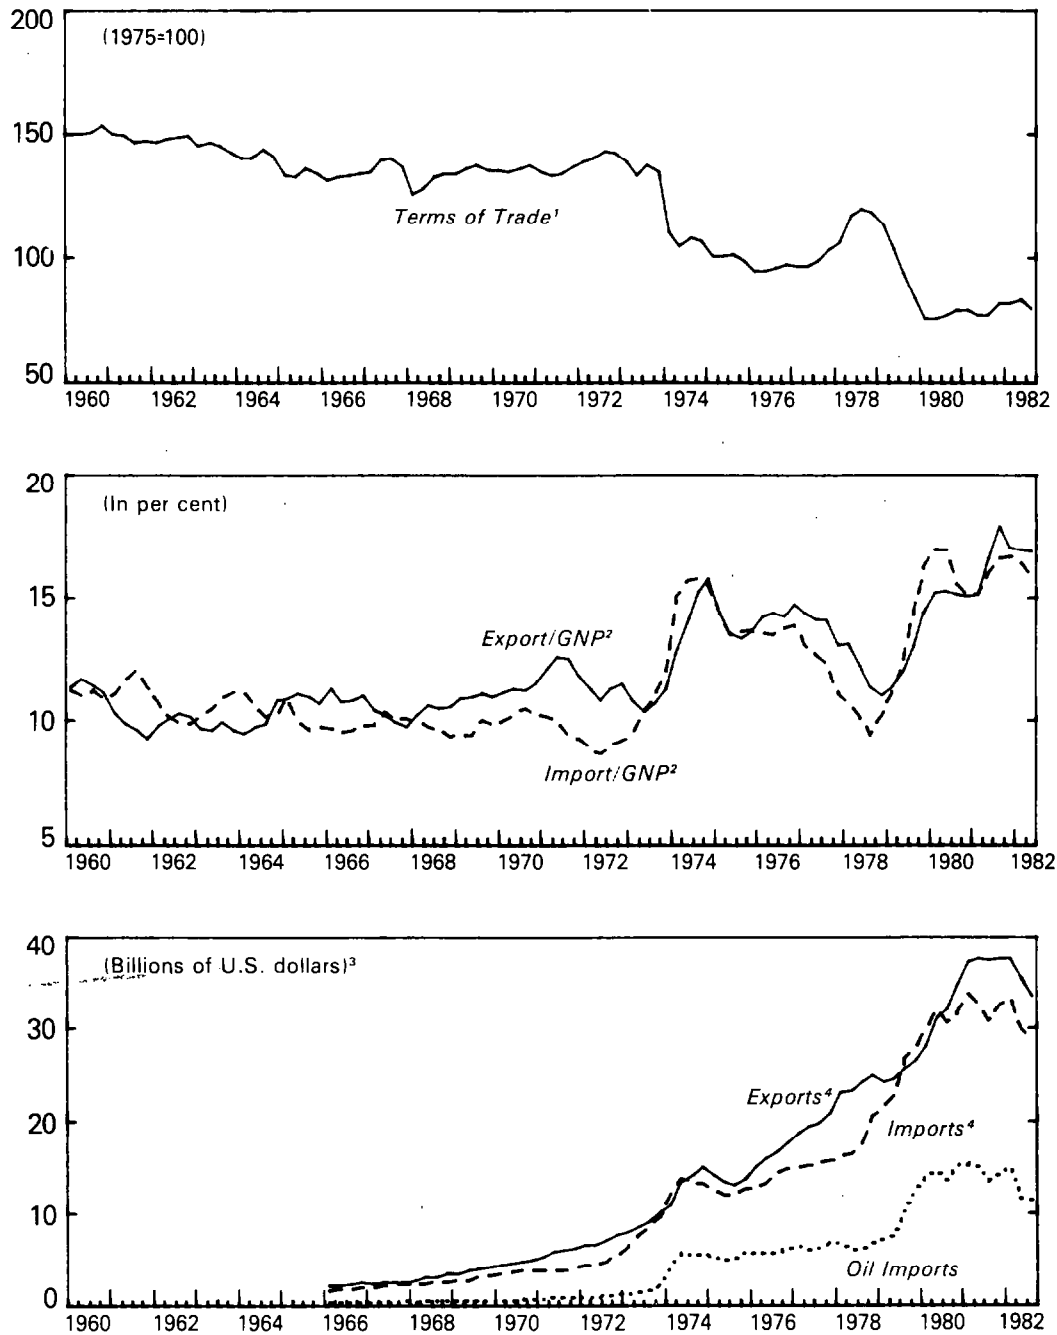 200
(1975=100)
150
Terms of Trade¹
100
50
1960 1962 1964 1966 1968 1970 1972 1974 1976 1978 1980 1982
20
(In per cent)
15
Export/GNP²
10
Import/GNP²
5
1960 1962 1964 1966 1968 1970 1972 1974 1976 1978 1980 1982
40
(Billions of U.S. dollars)³
30
Exports⁴
20
Imports⁴
10
Oil Imports
0
1960 1962 1964 1966 1968 1970 1972 1974 1976 1978 1980 1982